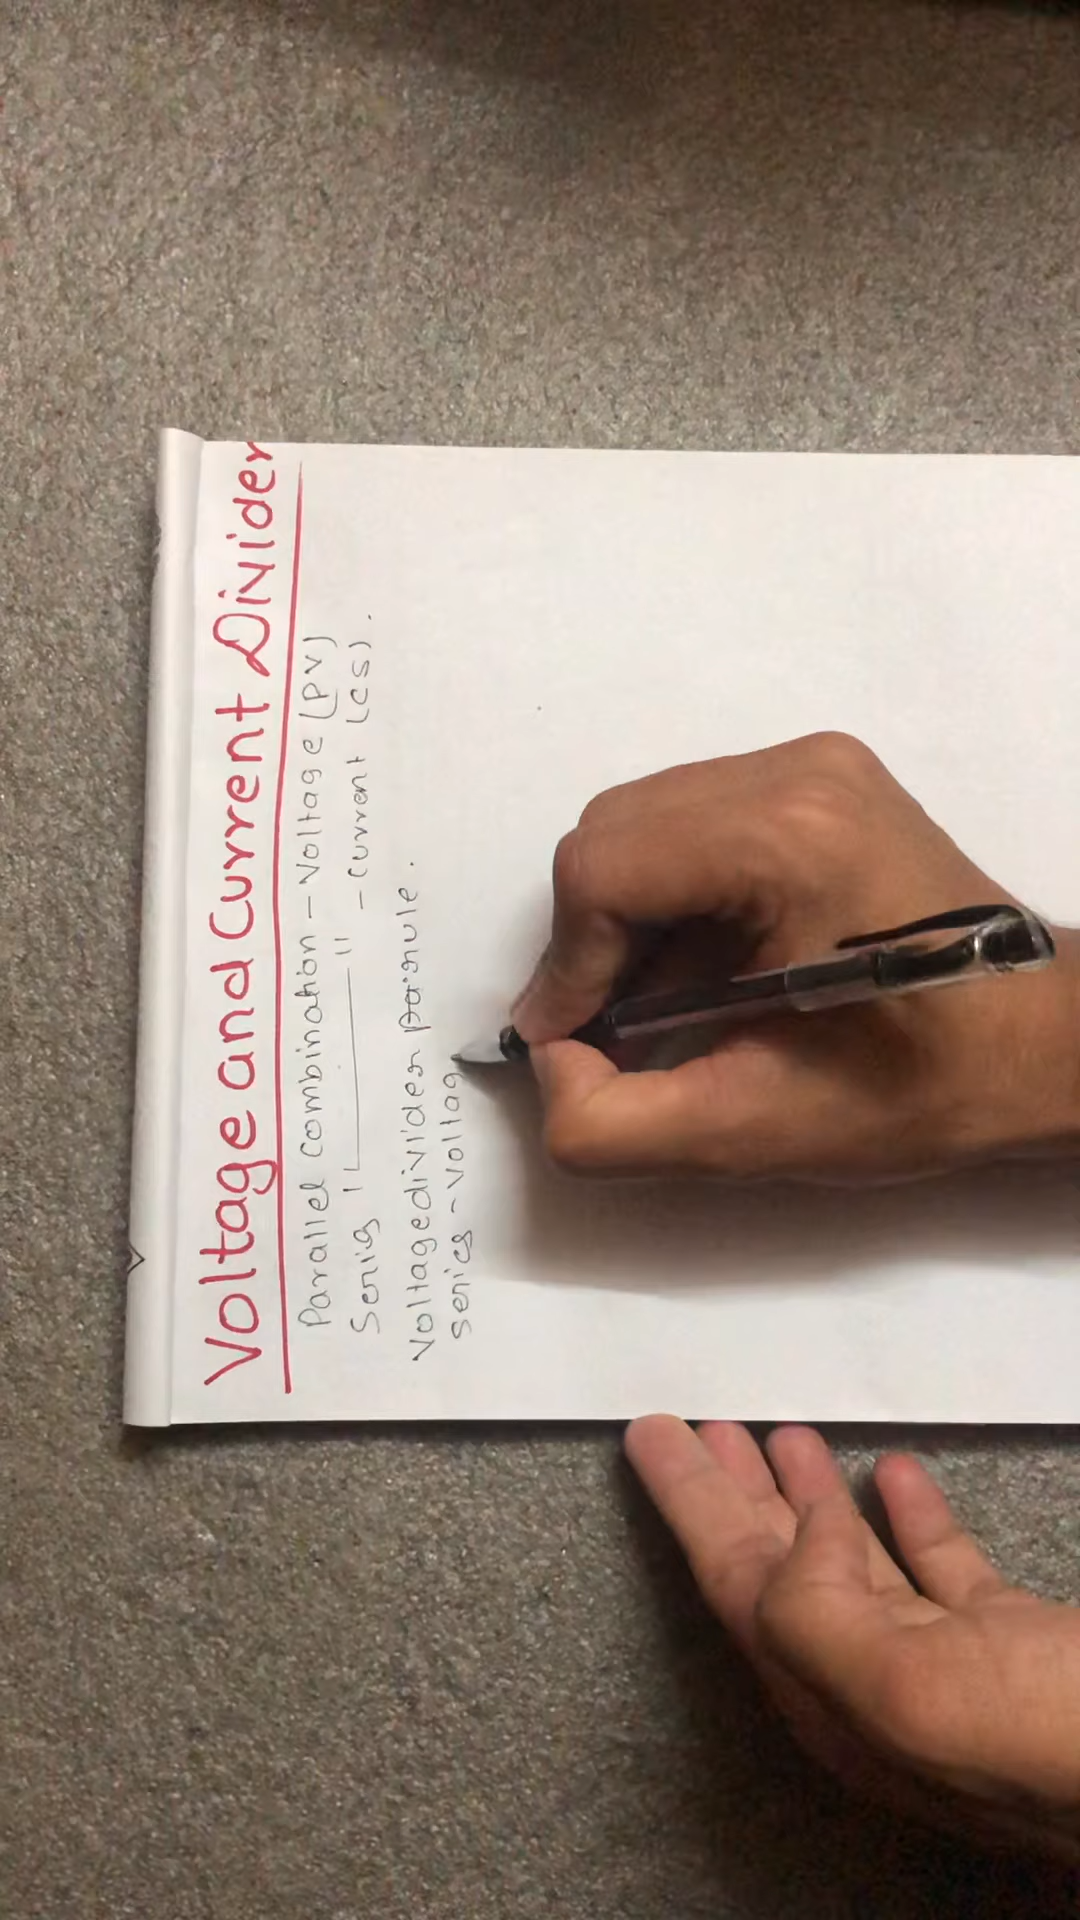 Voltage and Current Divider
Parallel Combination - Voltage (PV)
Series ——— " - Current (CS).
Voltage divider formule.
Series - Voltag